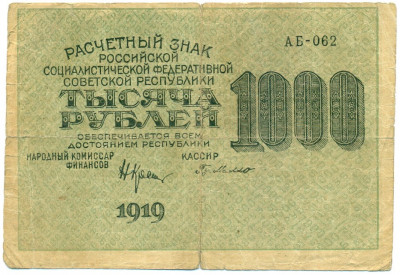 РАСЧЕТНЫЙ ЗНАК
РОССИЙСКОЙ
СОЦИАЛИСТИЧЕСКОЙ ФЕДЕРАТИВНОЙ
СОВЕТСКОЙ РЕСПУБЛИКИ
ТЫСЯЧА
РУБЛЕЙ
ОБЕСПЕЧИВАЕТСЯ ВСЕМ
ДОСТОЯНИЕМ РЕСПУБЛИКИ
НАРОДНЫЙ КОМИССАР
ФИНАНСОВ
КАССИР
1919
АБ-062
1000